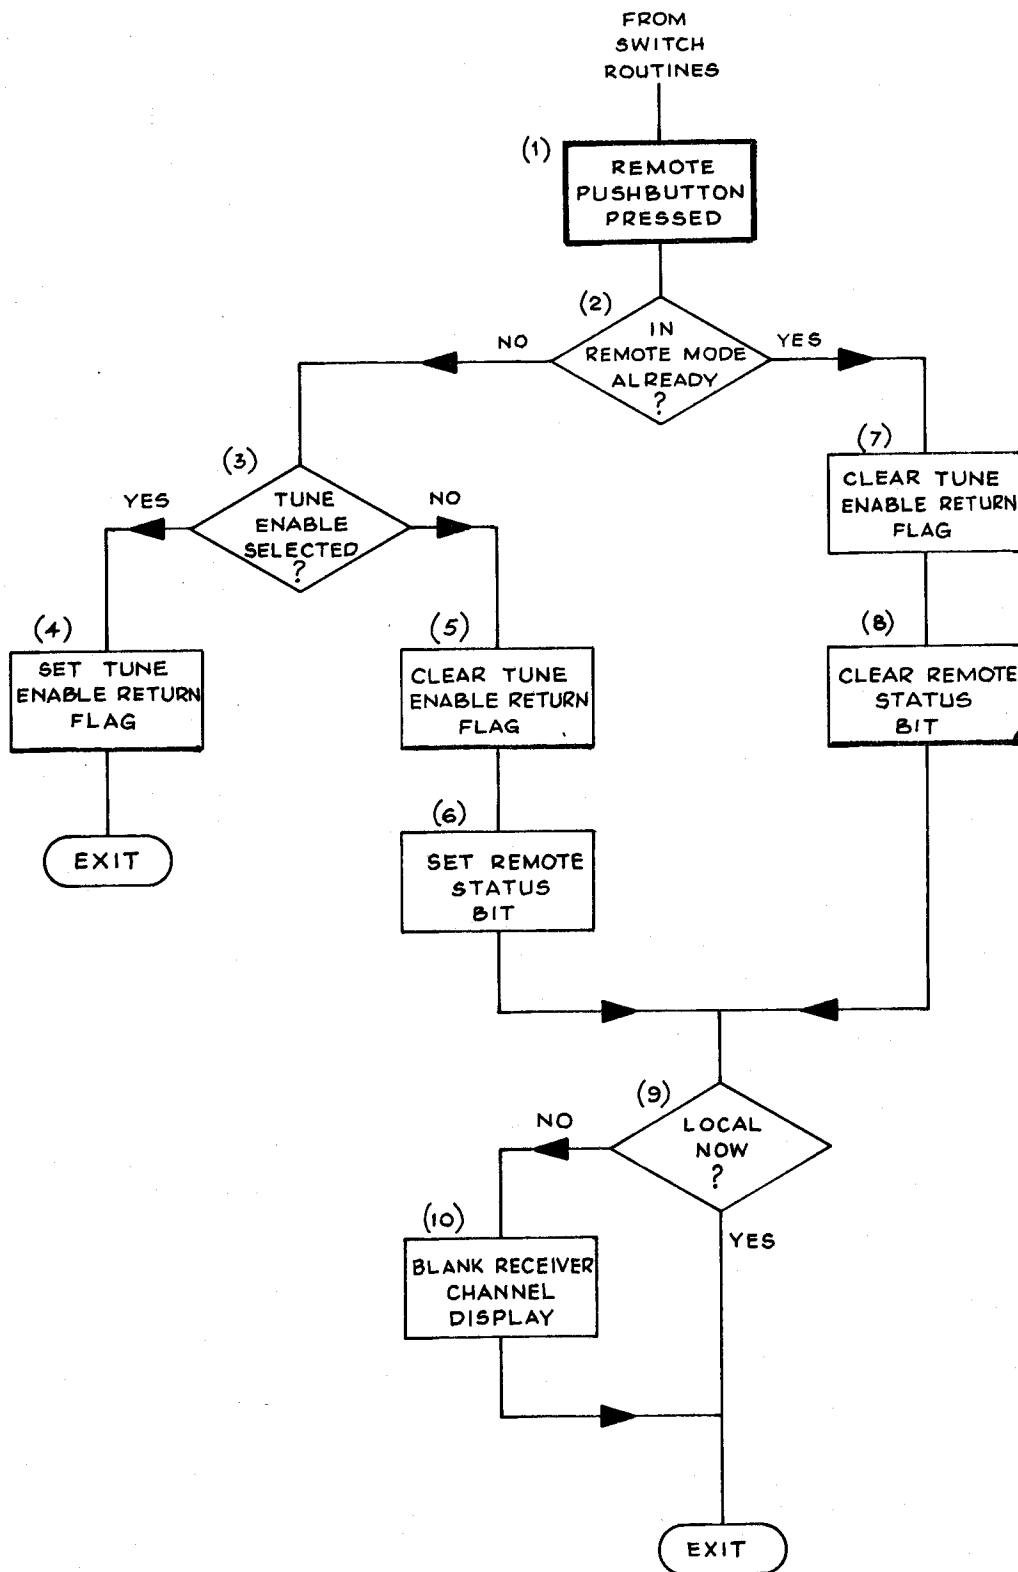 FROM
SWITCH
ROUTINES
(1)
REMOTE
PUSHBUTTON
PRESSED
(2)
IN
REMOTE MODE
ALREADY
?
NO
YES
(3)
TUNE
ENABLE
SELECTED
?
YES
NO
(7)
CLEAR TUNE
ENABLE RETURN
FLAG
(4)
SET TUNE
ENABLE RETURN
FLAG
(5)
CLEAR TUNE
ENABLE RETURN
FLAG
(8)
CLEAR REMOTE
STATUS
BIT
EXIT
(6)
SET REMOTE
STATUS
BIT
(9)
LOCAL
NOW
?
NO
YES
(10)
BLANK RECEIVER
CHANNEL
DISPLAY
EXIT